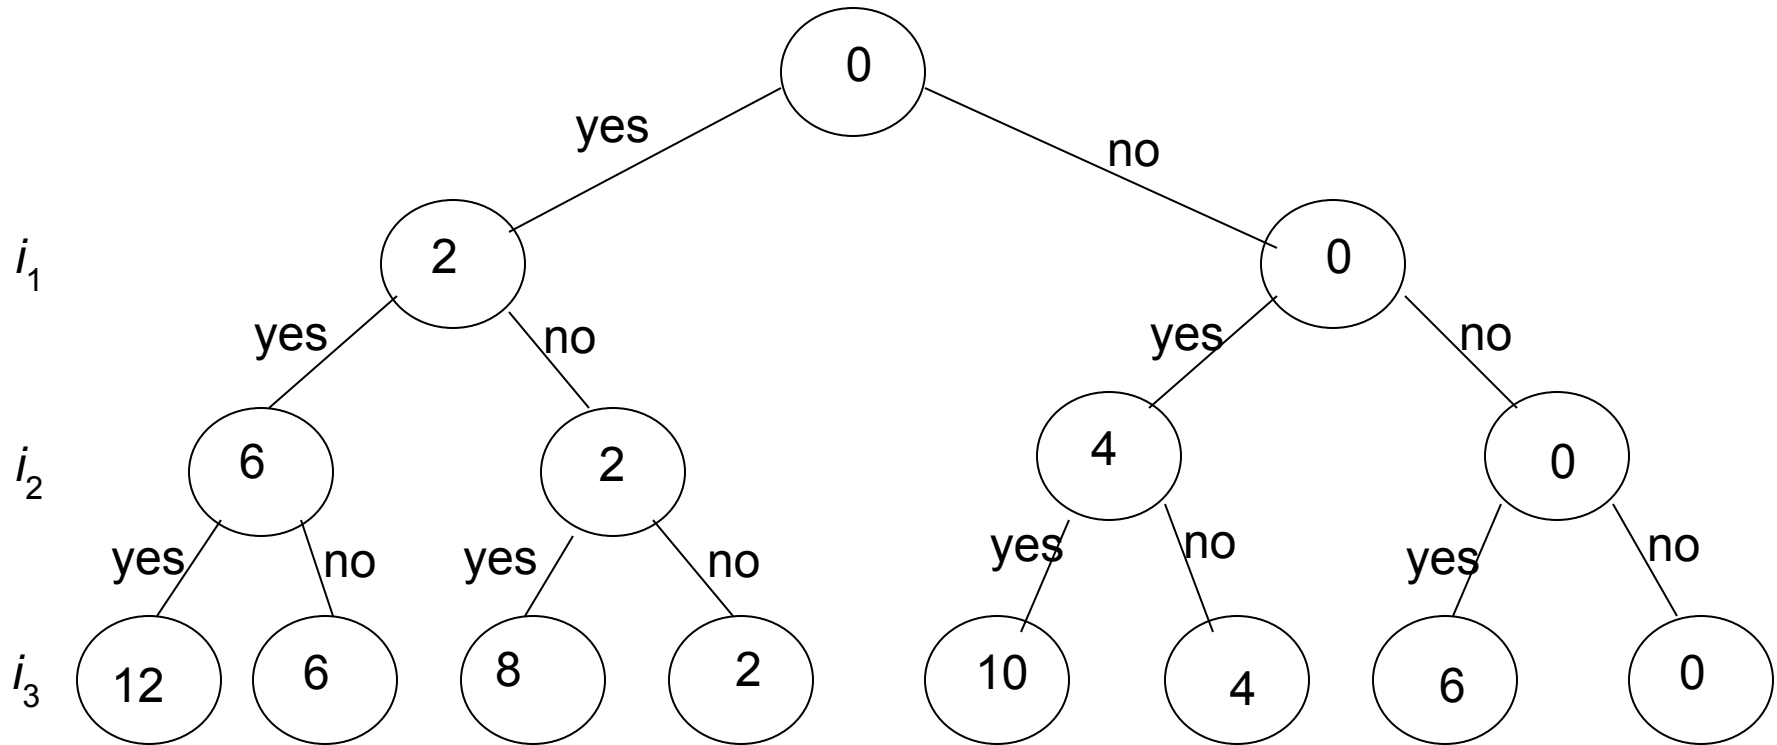 0
yes
no
i1
2
0
yes
no
yes
no
i2
6
2
4
0
yes
no
yes
no
yes
no
yes
no
i3
12
6
8
2
10
4
6
0